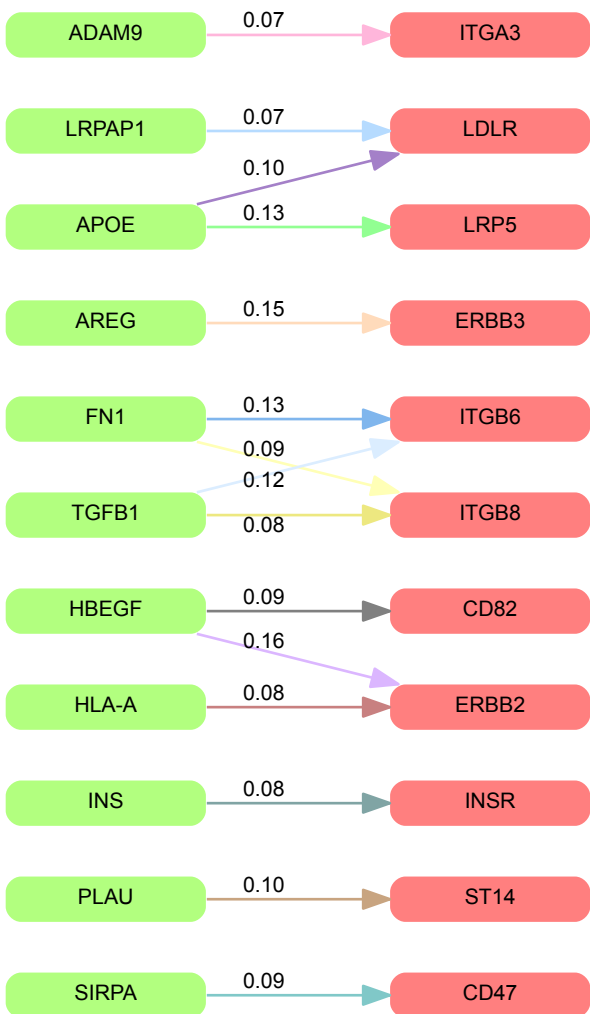 ADAM9 0.07 ITGA3
LRPAP1 0.07 LDLR
0.10
APOE 0.13 LRP5
AREG 0.15 ERBB3
FN1 0.13 ITGB6
0.09
0.12
TGFB1 0.08 ITGB8
HBEGF 0.09 CD82
0.16
HLA-A 0.08 ERBB2
INS 0.08 INSR
PLAU 0.10 ST14
SIRPA 0.09 CD47